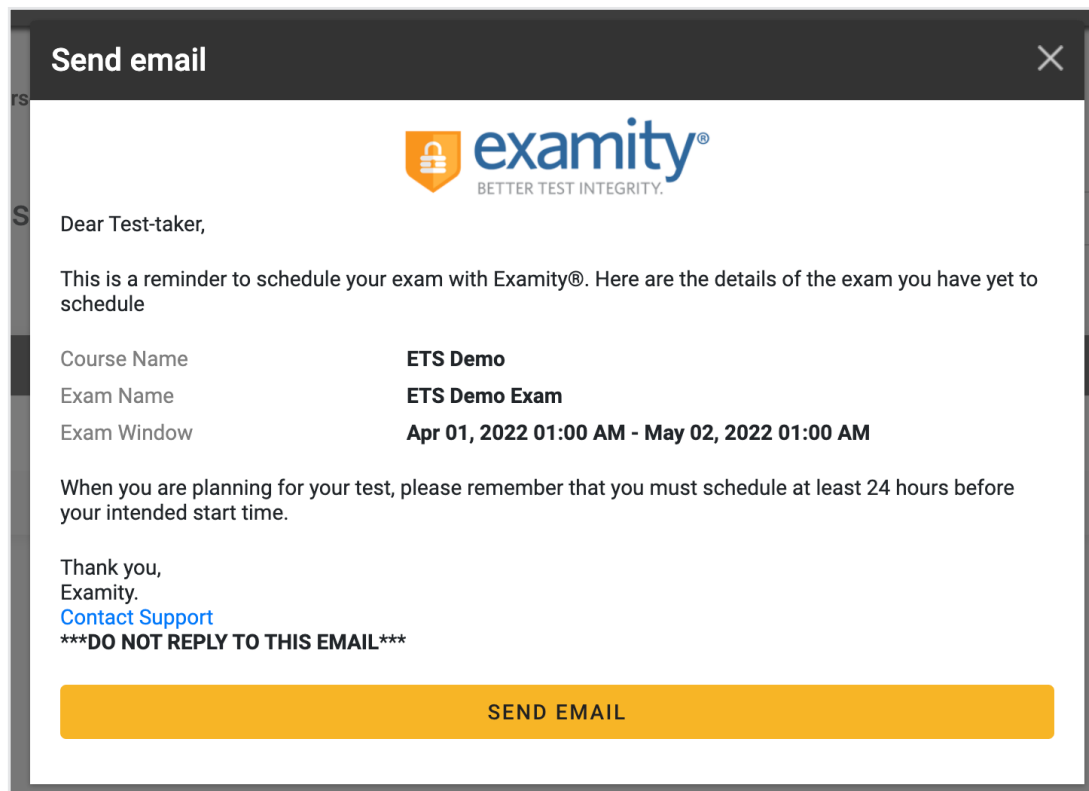 Send email
rs
examity®
BETTER TEST INTEGRITY.
S
Dear Test-taker,
This is a reminder to schedule your exam with Examity®. Here are the details of the exam you have yet to
schedule
Course Name ETS Demo
Exam Name ETS Demo Exam
Exam Window Apr 01, 2022 01:00 AM - May 02, 2022 01:00 AM
When you are planning for your test, please remember that you must schedule at least 24 hours before
your intended start time.
Thank you,
Examity.
Contact Support
***DO NOT REPLY TO THIS EMAIL***
SEND EMAIL